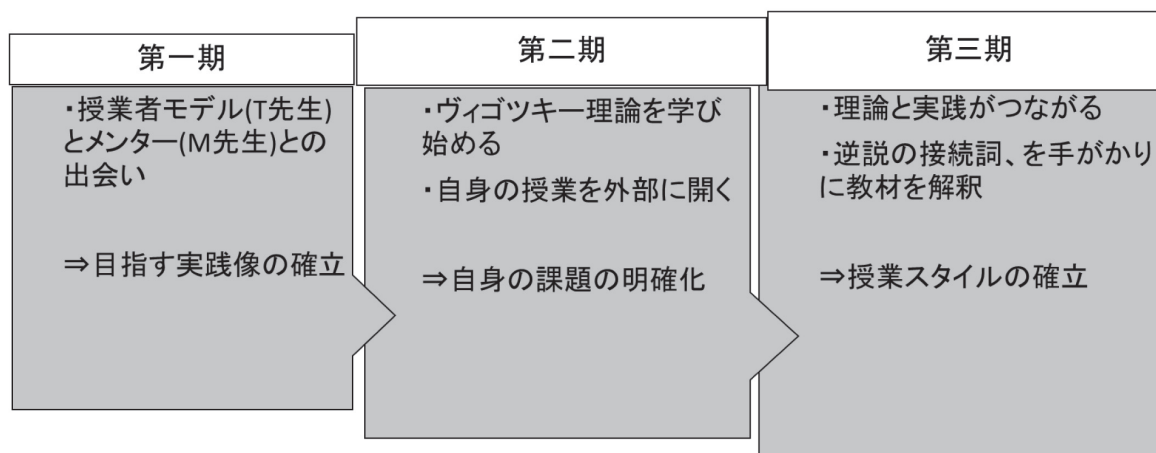 第一期
・授業者モデル(T先生)
とメンター(M先生)との
出会い
⇒目指す実践像の確立
第二期
・ヴィゴツキー理論を学び
始める
・自身の授業を外部に開く
⇒自身の課題の明確化
第三期
・理論と実践がつながる
・逆説の接続詞、を手がかり
に教材を解釈
⇒授業スタイルの確立